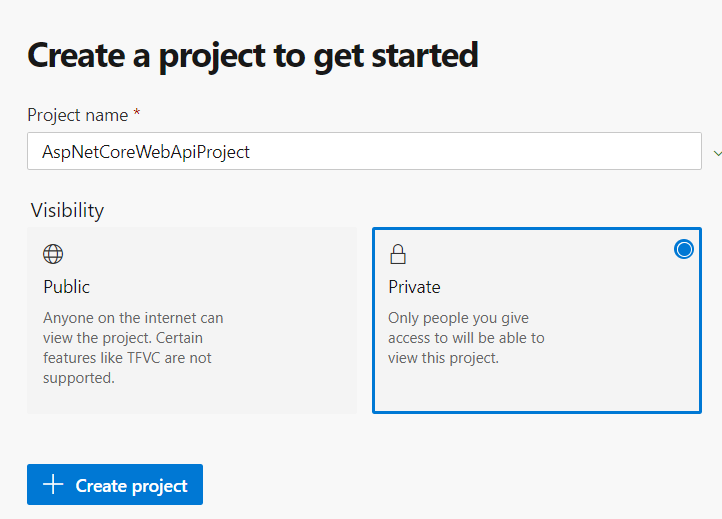 Create a project to get started
Project name *
AspNetCoreWebApiProject
Visibility
Public
Anyone on the internet can
view the project. Certain
features like TFVC are not
supported.
Private
Only people you give
access to will be able to
view this project.
Create project